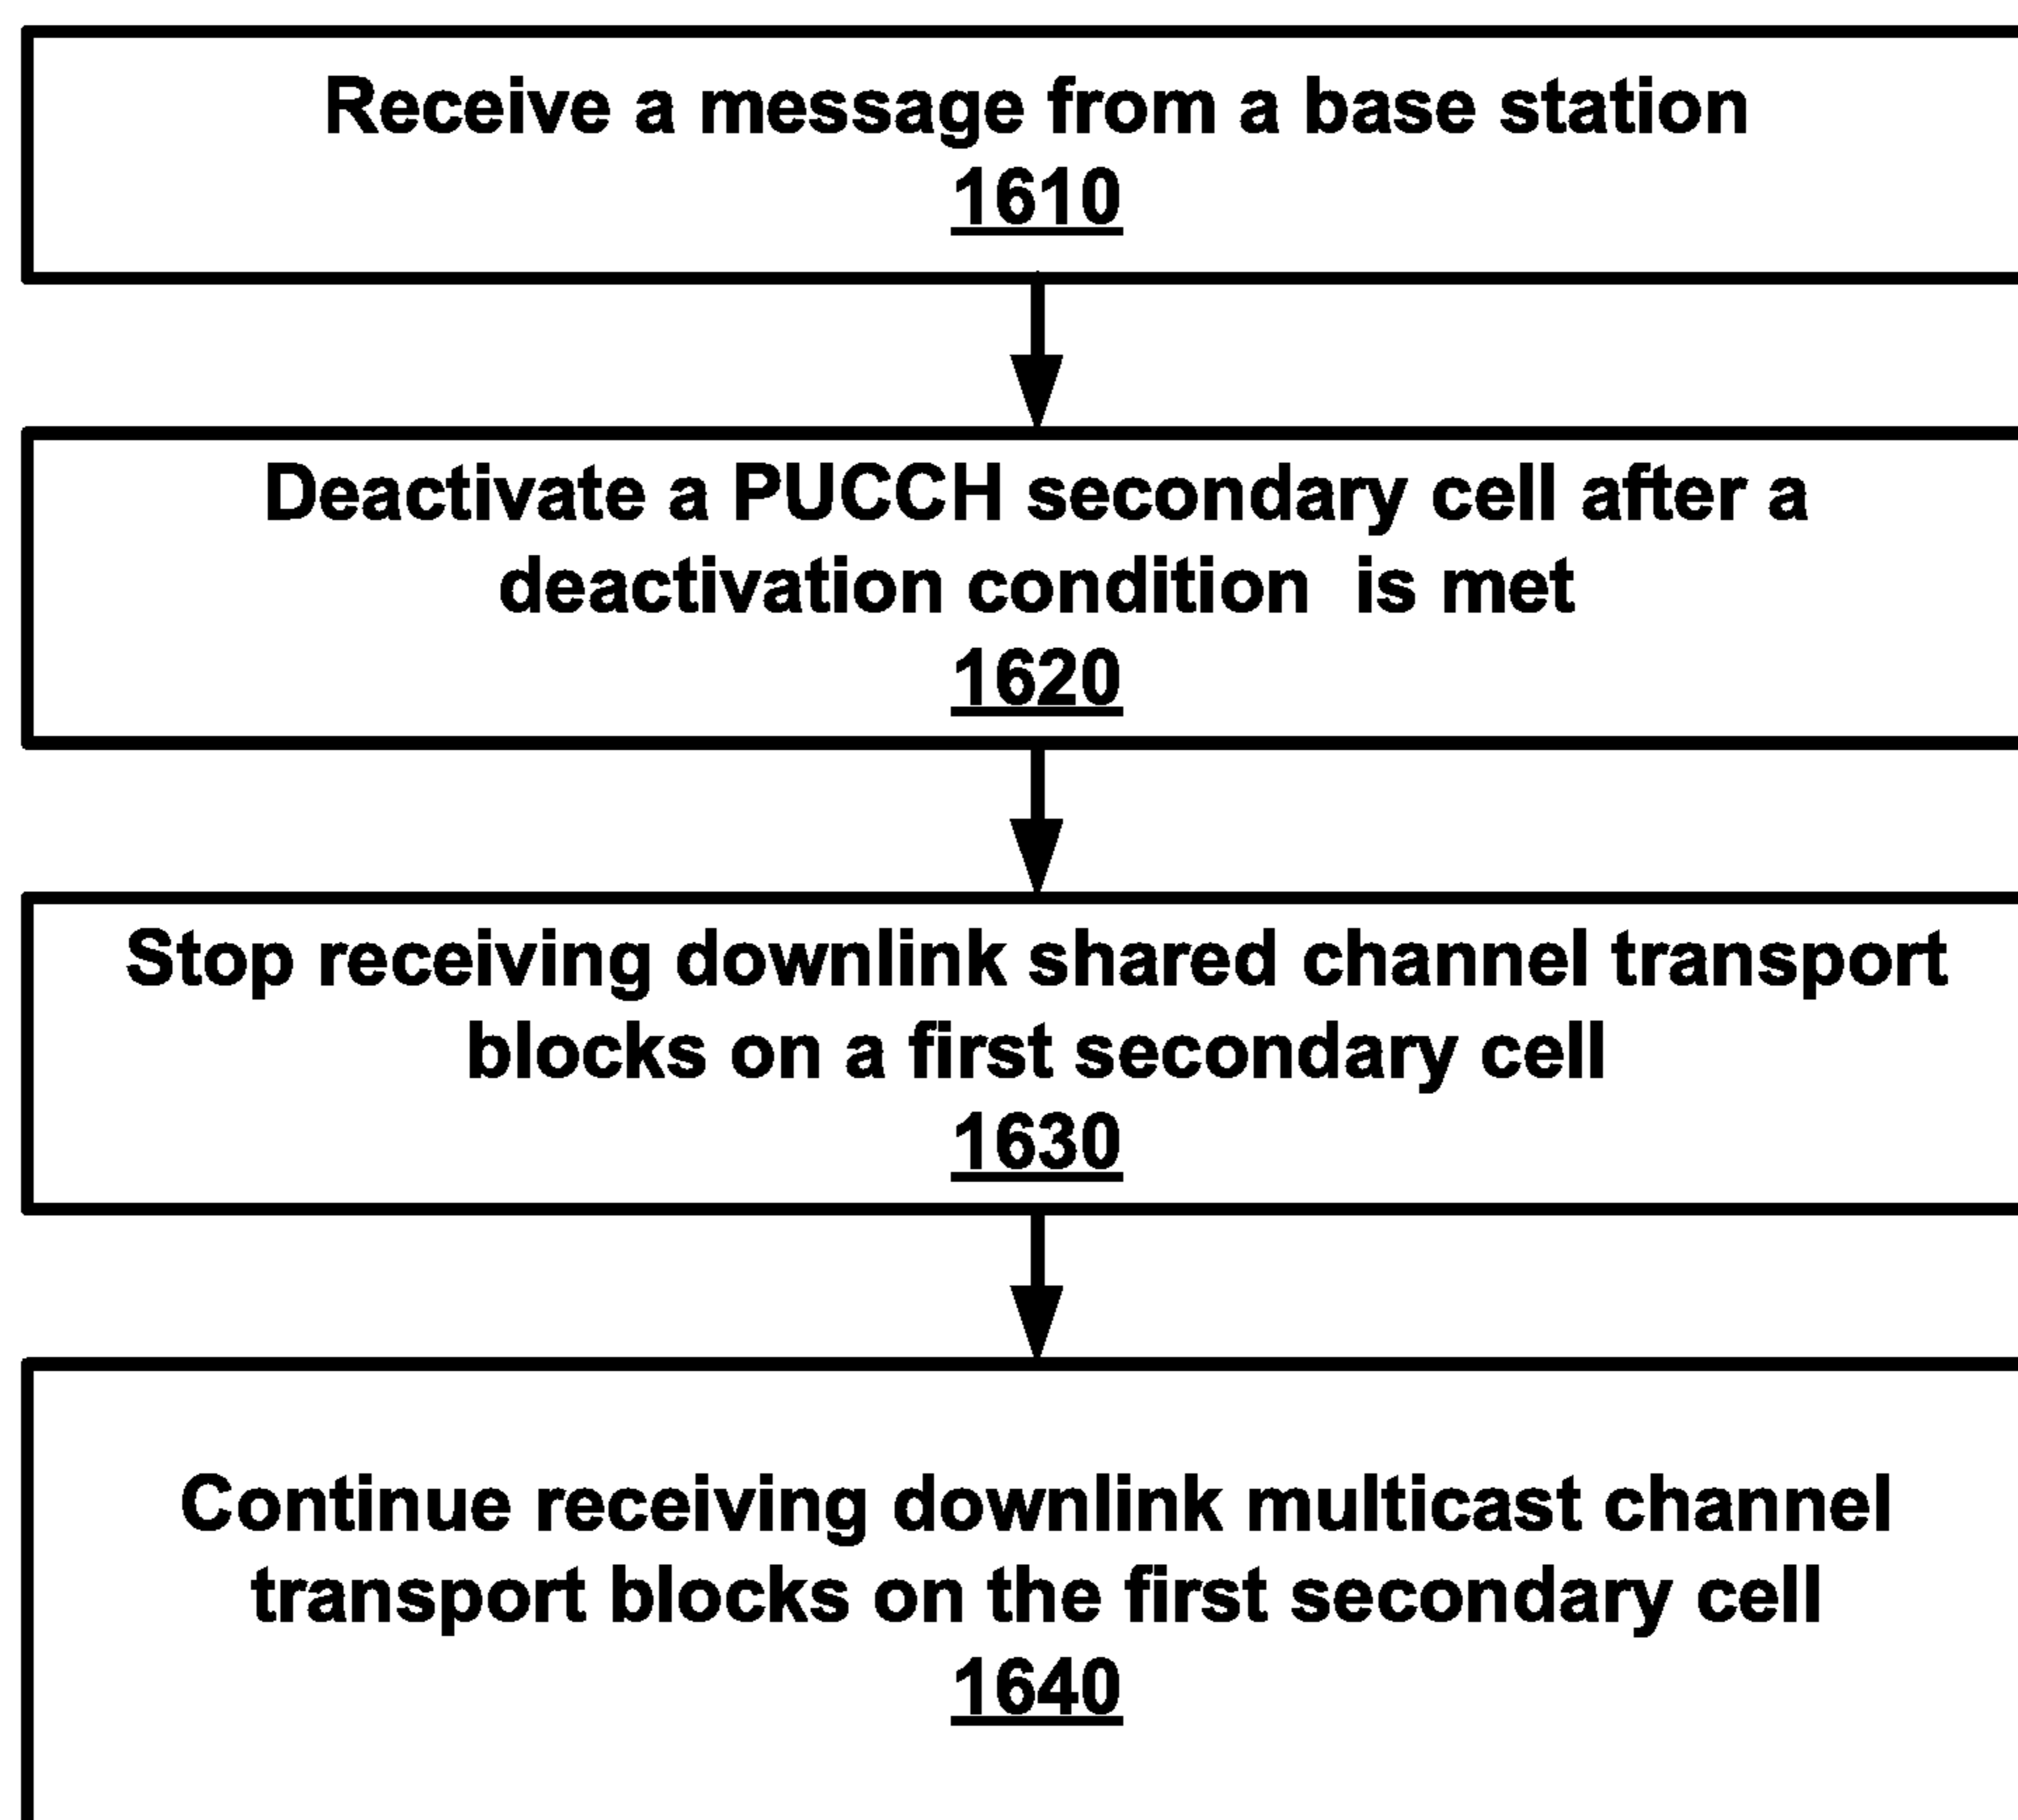 Receive a message from a base station
1610
Deactivate a PUCCH secondary cell after a
deactivation condition  is met
1620
Stop receiving downlink shared channel transport
blocks on a first secondary cell
1630
Continue receiving downlink multicast channel
transport blocks on the first secondary cell
1640